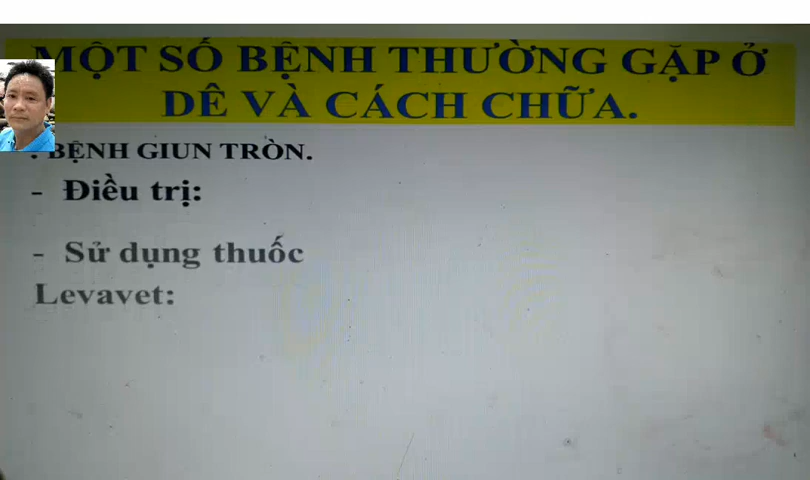 MỘT SỐ BỆNH THƯỜNG GẶP Ở
DÊ VÀ CÁCH CHỮA.
. BỆNH GIUN TRÒN.
- Điều trị:
- Sử dụng thuốc
Levavet: